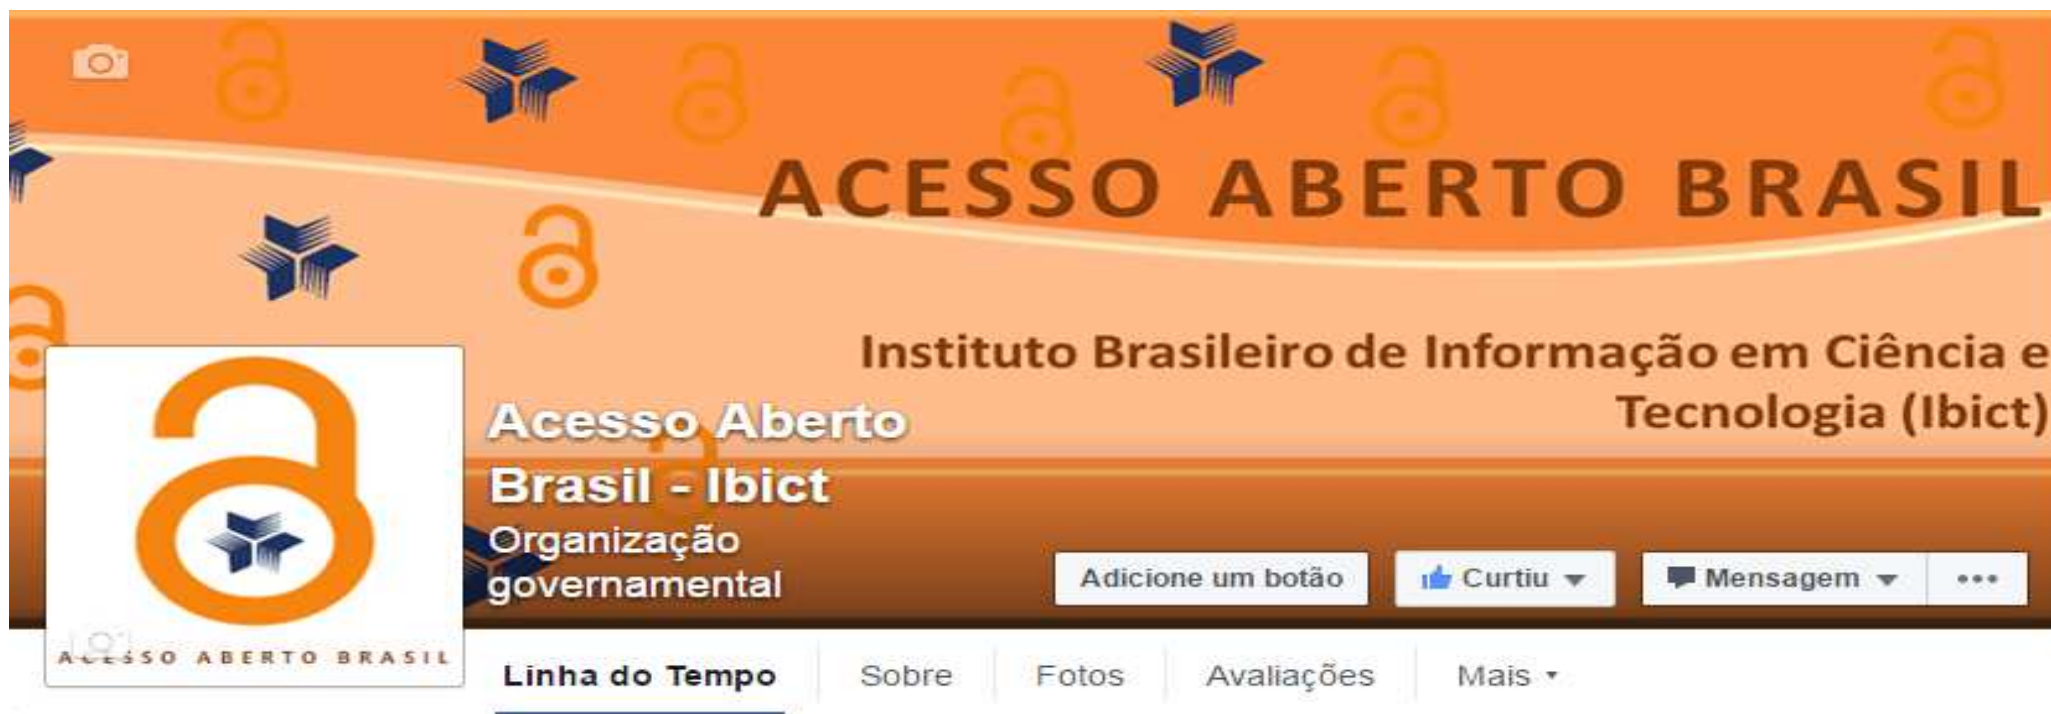 ACESSO ABERTO BRASIL
Instituto Brasileiro de Informação em Ciência e
Tecnologia (Ibict)
Acesso Aberto
Brasil - Ibict
Organização
governamental
Adicione um botão
Curtiu
Mensagem
ACESSO ABERTO BRASIL
Linha do Tempo
Sobre
Fotos
Avaliações
Mais